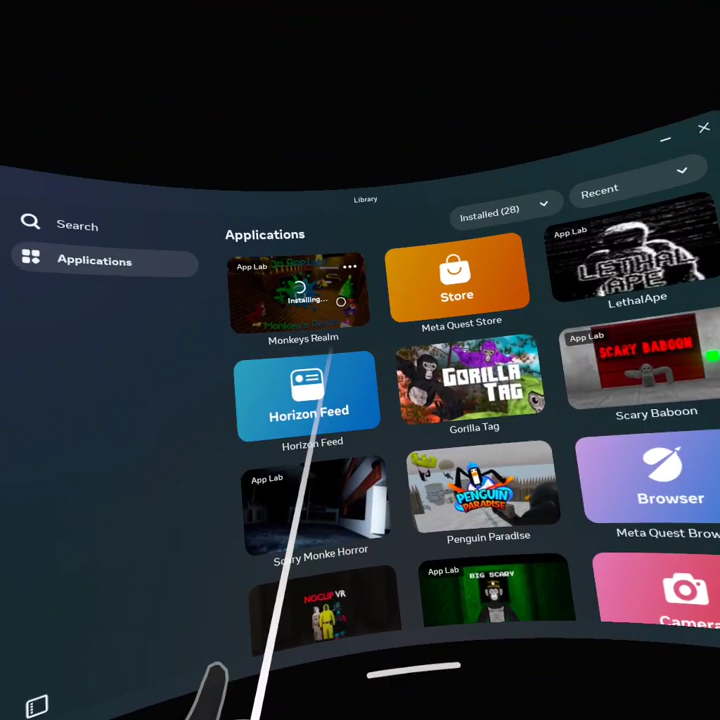 Library
Search
Applications
Applications
Installed (28)
Recent
App Lab
Installing...
Monkeys Realm
Store
Meta Quest Store
App Lab
LETHAL
APE
LethalApe
Horizon Feed
Horizon Feed
GORILLA
TAG
Gorilla Tag
App Lab
SCARY BABOON
Scary Baboon
App Lab
Scary Monke Horror
PENGUIN
PARADISE
Penguin Paradise
Browser
Meta Quest Brow
NOCLIP VR
App Lab
BIG SCARY
Camera